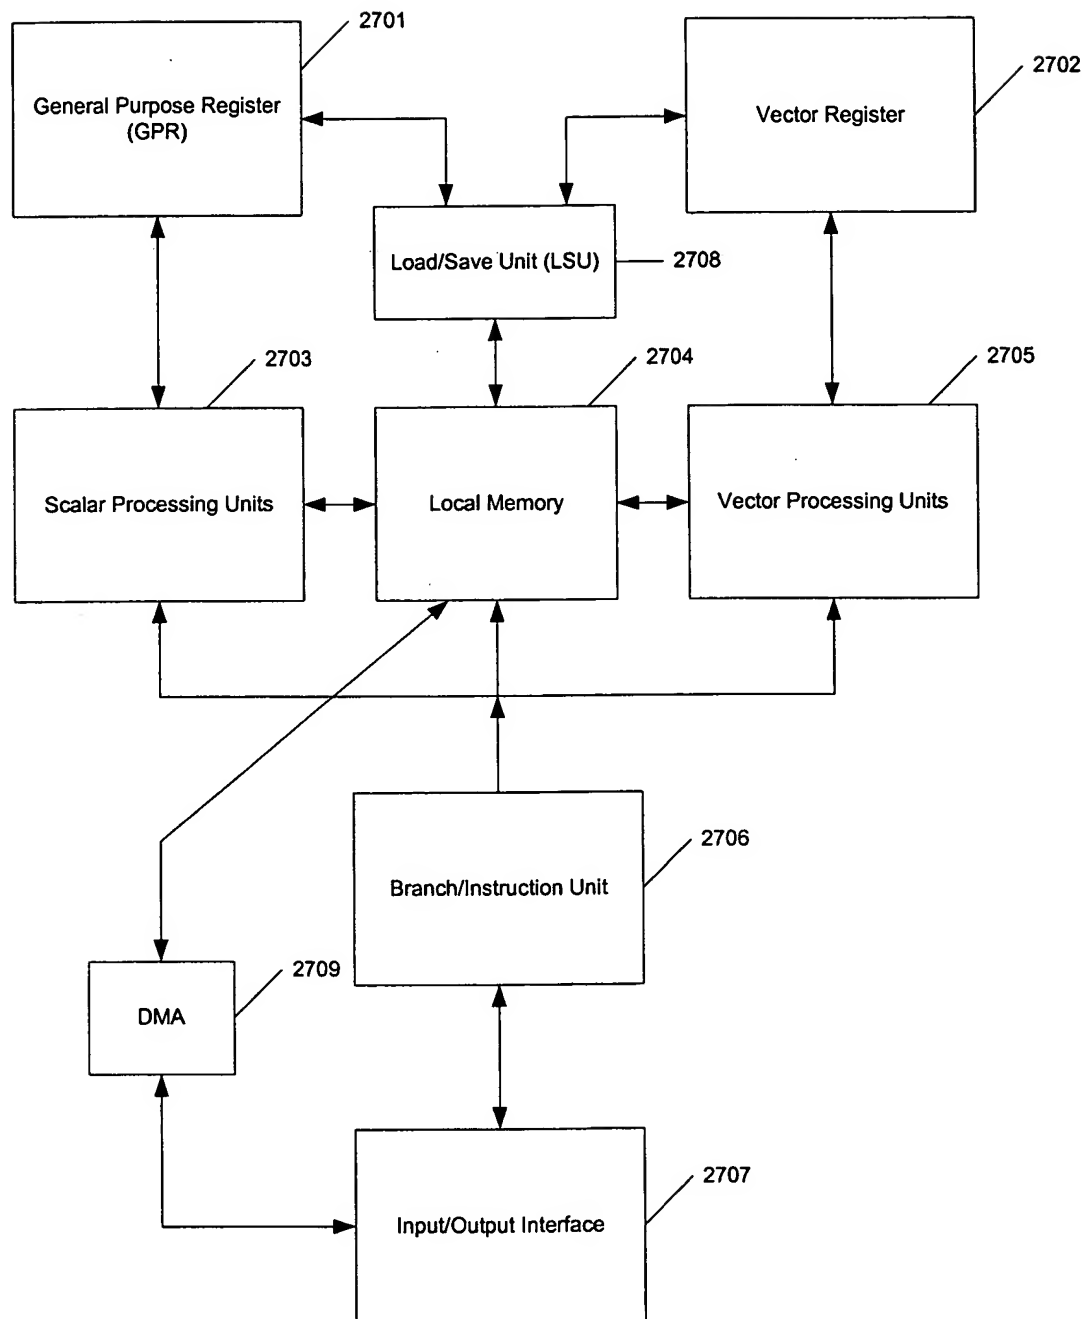 2701
General Purpose Register
(GPR)
2702
Vector Register
Load/Save Unit (LSU)
2708
2703
2704
2705
Scalar Processing Units
Local Memory
Vector Processing Units
2706
Branch/Instruction Unit
2709
DMA
2707
Input/Output Interface